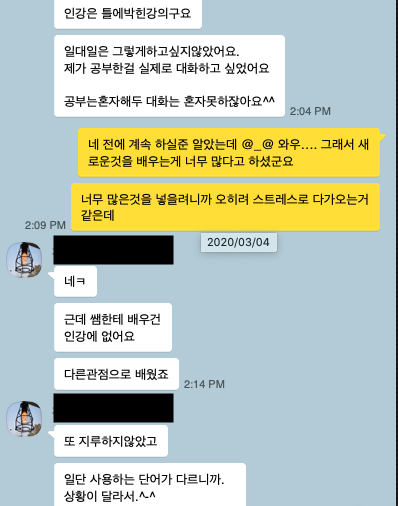 인강은 틀에박힌강의구요
일대일은 그렇게하고싶지않았어요.
제가 공부한걸 실제로 대화하고 싶었어요
공부는혼자해두 대화는 혼자못하잖아요^^
2:04 PM
네 전에 계속 하실준 알았는데 @_@ 와우.... 그래서 새
로운것을 배우는게 너무 많다고 하셨군요
너무 많은것을 넣을려니까 오히려 스트레스로 다가오는거
같은데
2:09 PM
2020/03/04
네ㅋ
근데 쌤한테 배우건
인강에 없어요
다른관점으로 배웠죠
2:14 PM
또 지루하지않았고
일단 사용하는 단어가 다르니까.
상황이 달라서.^-^